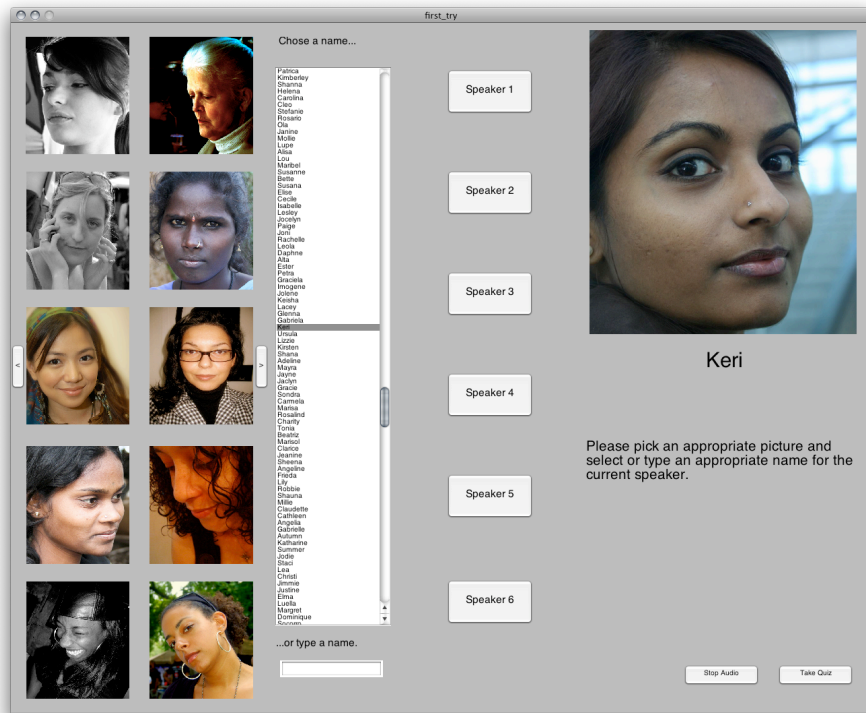 first_try
Chose a name...
Patrica
Kimberley
Shanna
Helena
Carolina
Cleo
Stefanie
Rosario
Ola
Janine
Mollie
Lupe
Alisa
Lou
Maribel
Susanne
Bette
Susana
Elise
Cecile
Isabelle
Lesley
Jocelyn
Paige
Joni
Rachelle
Leola
Daphne
Alta
Ester
Petra
Graciela
Imogene
Jolene
Keisha
Lacey
Glenna
Gabriela
Keri
Ursula
Lizzie
Kirsten
Shana
Adeline
Mayra
Jayne
Jaclyn
Gracie
Sondra
Carmela
Marisa
Rosalind
Charity
Tonia
Beatriz
Marisol
Clarice
Jeanine
Sheena
Angeline
Frieda
Lily
Robbie
Shauna
Millie
Claudette
Cathleen
Angelia
Gabrielle
Autumn
Katharine
Summer
Jodie
Staci
Lea
Christi
Jimmie
Justine
Elma
Luella
Margret
Dominique
Socorro
...or type a name.
<
>
Speaker 1
Speaker 2
Speaker 3
Speaker 4
Speaker 5
Speaker 6
Keri
Please pick an appropriate picture and
select or type an appropriate name for the
current speaker.
Stop Audio
Take Quiz